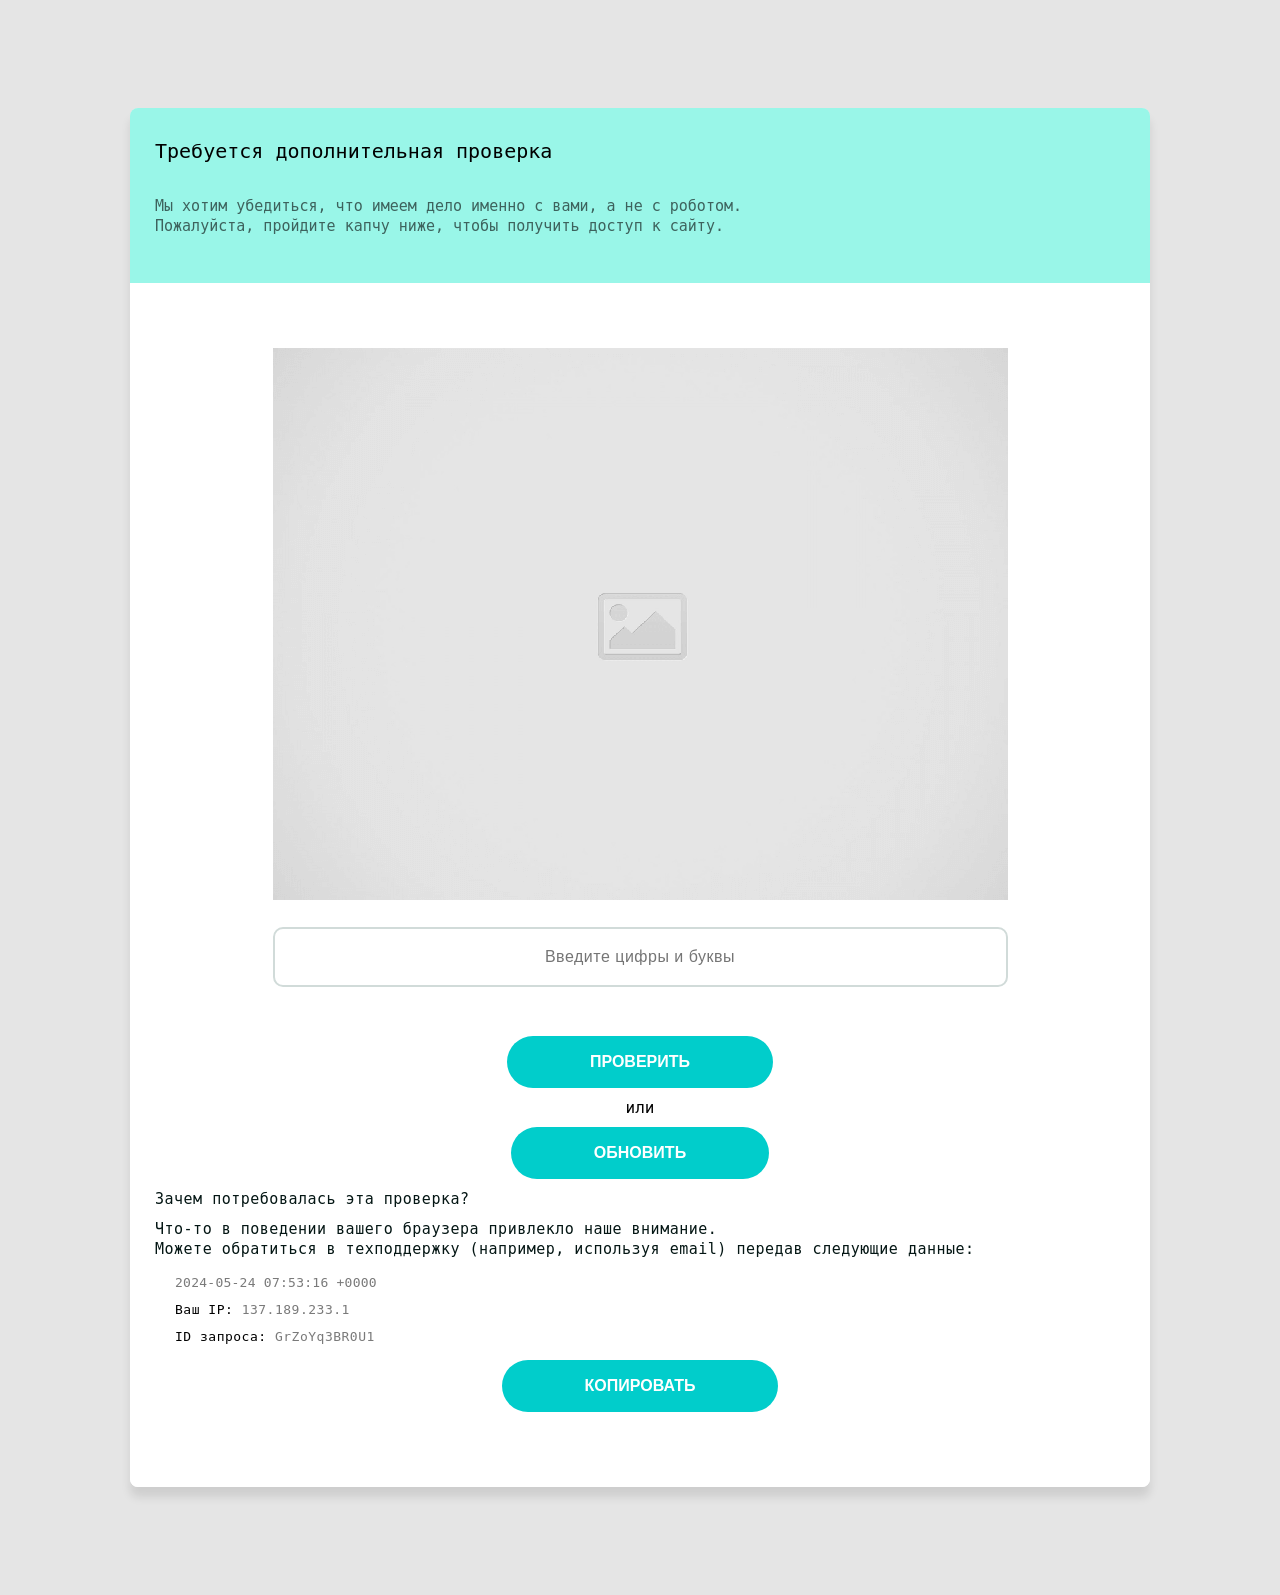 Требуется дополнительная проверка
Мы хотим убедиться, что имеем дело именно с вами, а не с роботом.
Пожалуйста, пройдите капчу ниже, чтобы получить доступ к сайту.
Введите цифры и буквы
ПРОВЕРИТЬ
или
ОБНОВИТЬ
Зачем потребовалась эта проверка?
Что-то в поведении вашего браузера привлекло наше внимание.
Можете обратиться в техподдержку (например, используя email) передав следующие данные:
2024-05-24 07:53:16 +0000
Ваш IP: 137.189.233.1
ID запроса: GrZoYq3BR0U1
КОПИРОВАТЬ